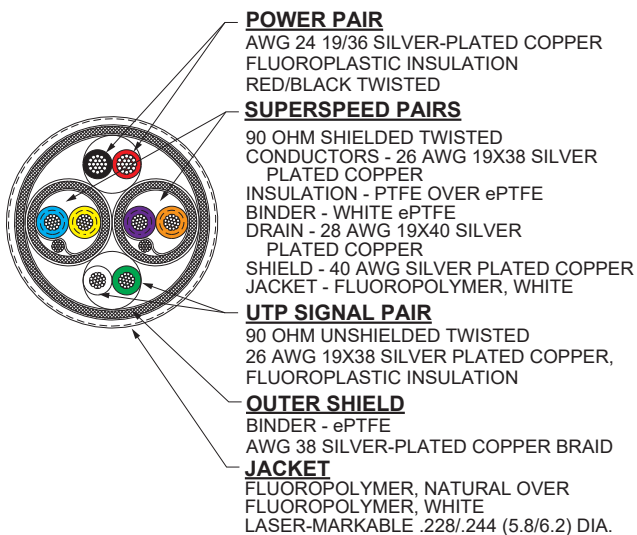 POWER PAIR
AWG 24 19/36 SILVER-PLATED COPPER
FLUOROPLASTIC INSULATION
RED/BLACK TWISTED
SUPERSPEED PAIRS
90 OHM SHIELDED TWISTED
CONDUCTORS - 26 AWG 19X38 SILVER
PLATED COPPER
INSULATION - PTFE OVER ePTFE
BINDER - WHITE ePTFE
DRAIN - 28 AWG 19X40 SILVER
PLATED COPPER
SHIELD - 40 AWG SILVER PLATED COPPER
JACKET - FLUOROPOLYMER, WHITE
UTP SIGNAL PAIR
90 OHM UNSHIELDED TWISTED
26 AWG 19X38 SILVER PLATED COPPER,
FLUOROPLASTIC INSULATION
OUTER SHIELD
BINDER - ePTFE
AWG 38 SILVER-PLATED COPPER BRAID
JACKET
FLUOROPOLYMER, NATURAL OVER
FLUOROPOLYMER, WHITE
LASER-MARKABLE .228/.244 (5.8/6.2) DIA.